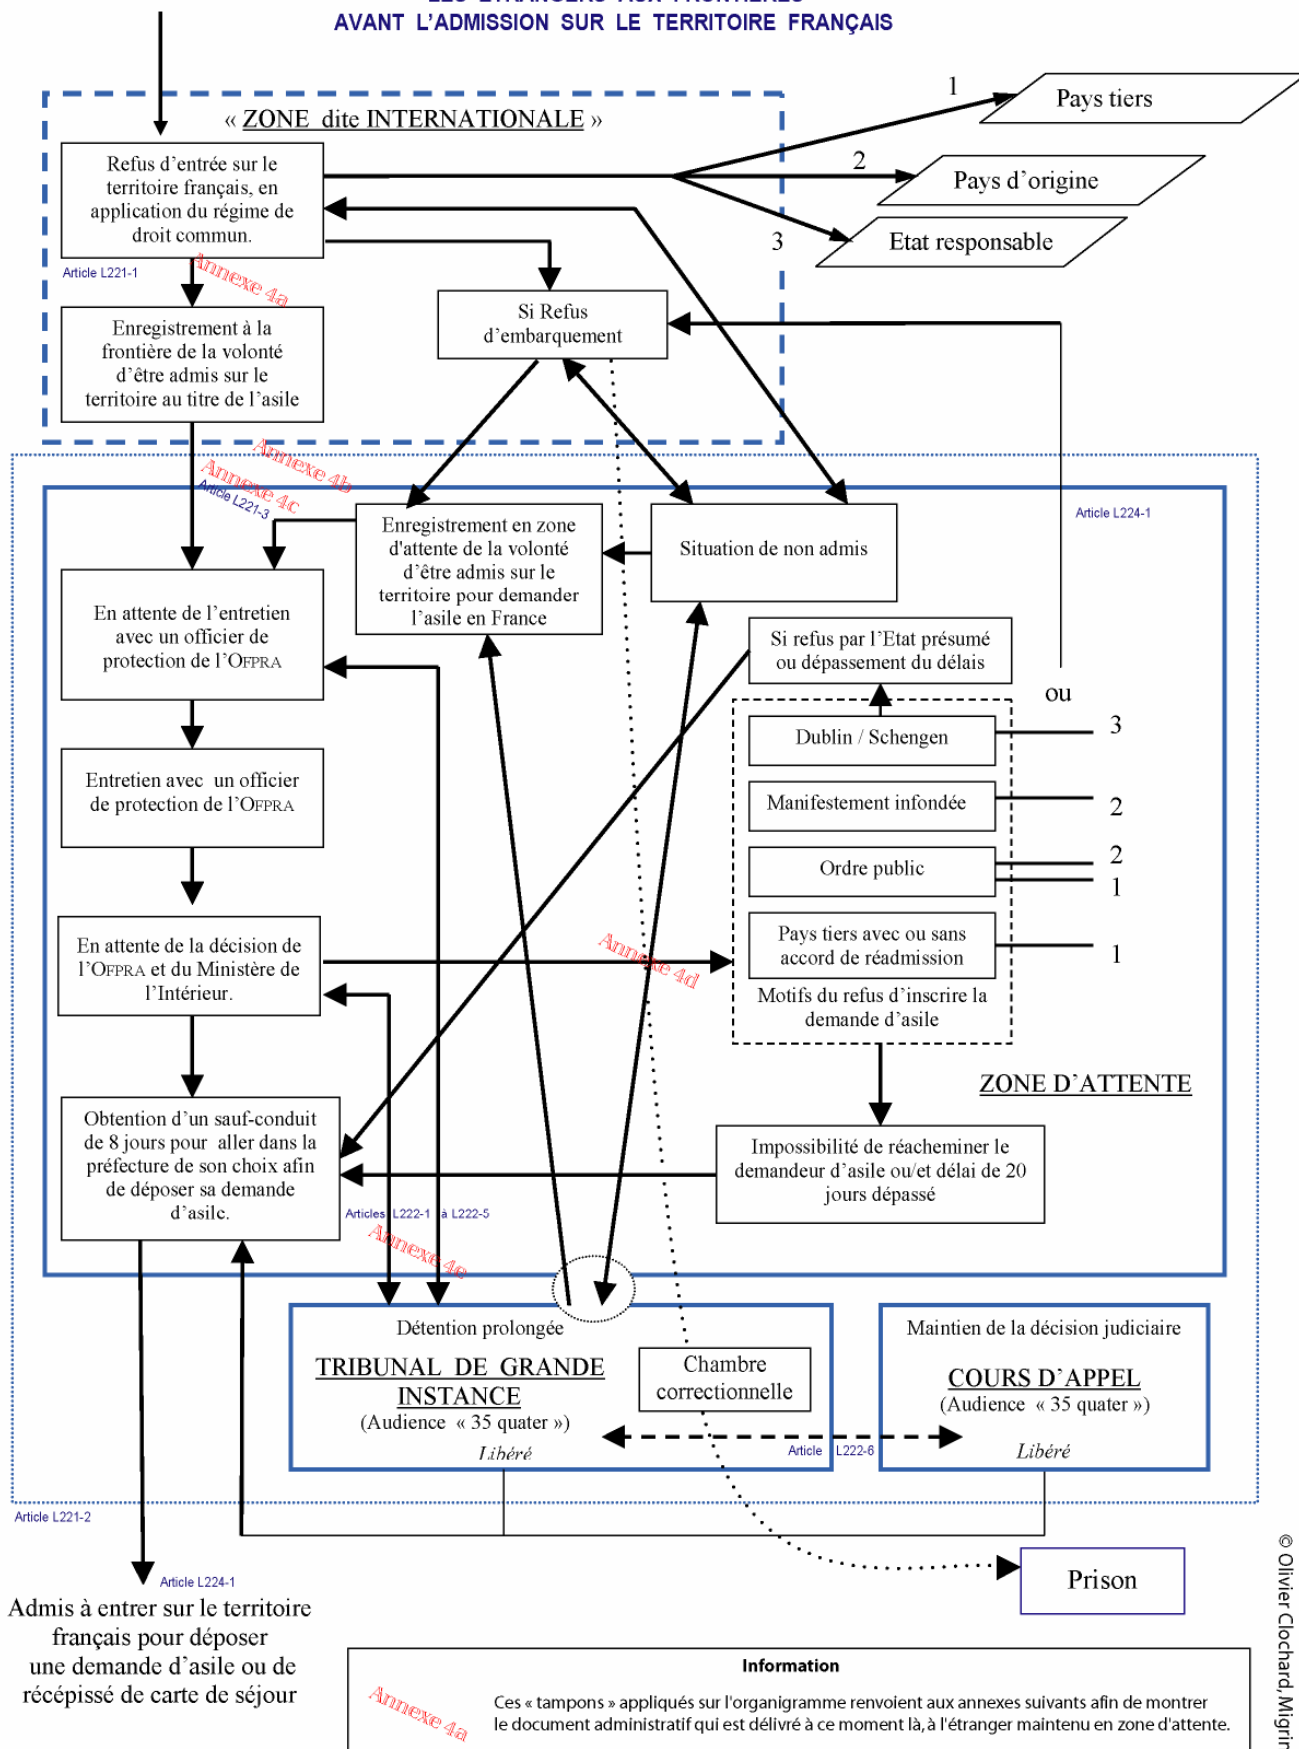 LES ETRANGERS AUX FRONTIERES
AVANT L'ADMISSION SUR LE TERRITOIRE FRANÇAIS
« ZONE dite INTERNATIONALE »
1
Pays tiers
2
Pays d'origine
3
Etat responsable
Refus d'entrée sur le
territoire français, en
application du régime de
droit commun.
Article L221-1
Annexe 4a
Si Refus
d'embarquement
Enregistrement à la
frontière de la volonté
d'être admis sur le
territoire au titre de l'asile
Annexe 4b
Annexe 4c
Article L221-3
Article L224-1
Enregistrement en zone
d'attente de la volonté
d'être admis sur le
territoire pour demander
l'asile en France
Situation de non admis
En attente de l'entretien
avec un officier de
protection de l'OFPRA
Si refus par l'Etat présumé
ou dépassement du délais
ou
Dublin / Schengen
3
Entretien avec un officier
de protection de l'OFPRA
Manifestement infondée
2
Ordre public
2
1
En attente de la décision de
l'OFPRA et du Ministère de
l'Intérieur.
Annexe 4d
Pays tiers avec ou sans
accord de réadmission
1
Motifs du refus d'inscrire la
demande d'asile
ZONE D'ATTENTE
Obtention d'un sauf-conduit
de 8 jours pour aller dans la
préfecture de son choix afin
de déposer sa demande
d'asile.
Impossibilité de réacheminer le
demandeur d'asile ou/et délai de 20
jours dépassé
Articles L222-1 à L222-5
Annexe 4e
Détention prolongée
TRIBUNAL DE GRANDE
INSTANCE
(Audience « 35 quater »)
Libéré
Chambre
correctionnelle
Maintien de la décision judiciaire
COURS D'APPEL
(Audience « 35 quater »)
Libéré
Article L222-6
Article L221-2
Prison
Article L224-1
Admis à entrer sur le territoire
français pour déposer
une demande d'asile ou de
récépissé de carte de séjour
Information
Annexe 4a
Ces « tampons » appliqués sur l'organigramme renvoient aux annexes suivants afin de montrer
le document administratif qui est délivré à ce moment là, à l'étranger maintenu en zone d'attente.
© Olivier Clochard, Migrin